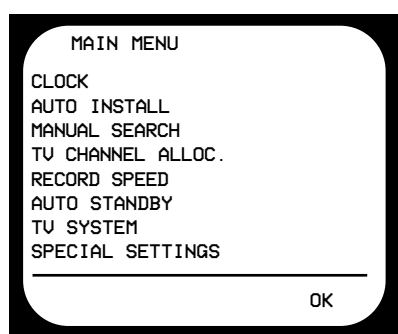 MAIN MENU
CLOCK
AUTO INSTALL
MANUAL SEARCH
TV CHANNEL ALLOC.
RECORD SPEED
AUTO STANDBY
TV SYSTEM
SPECIAL SETTINGS
OK